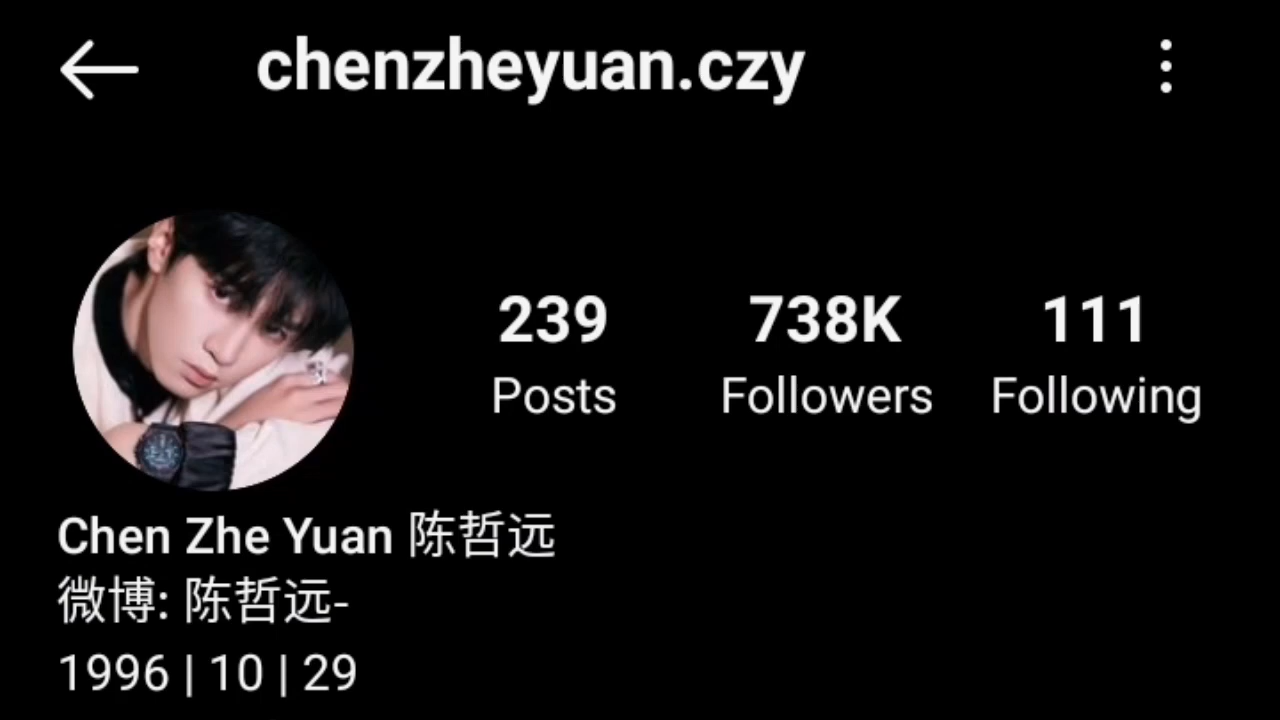 chenzheyuan.czy
239 738K 111
Posts Followers Following
Chen Zhe Yuan 陈哲远
微博: 陈哲远-
1996 | 10 | 29